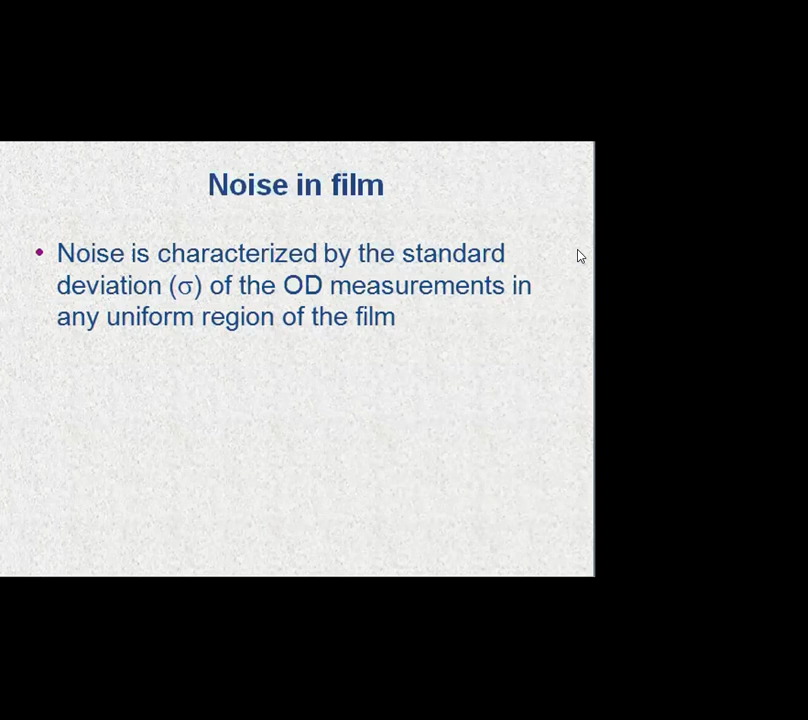 Noise in film
• Noise is characterized by the standard
deviation (σ) of the OD measurements in
any uniform region of the film